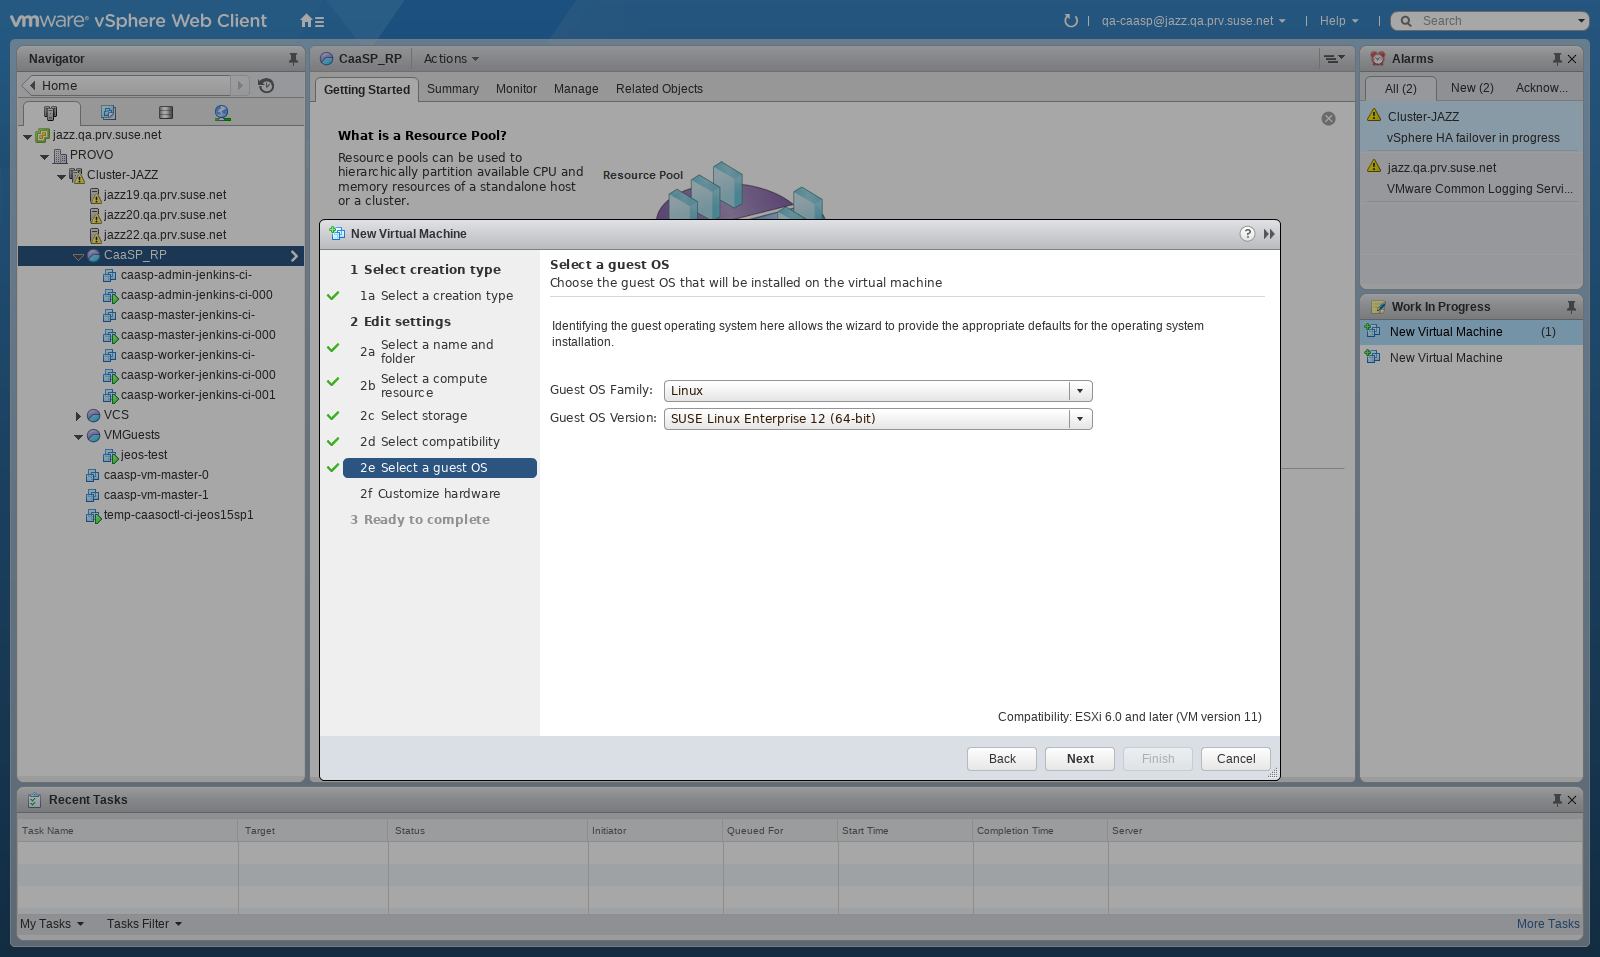 vmware® vSphere Web Client
qa-caasp@jazz.qa.prv.suse.net
Help
Search
Navigator
Home
jazz.qa.prv.suse.net
PROVO
Cluster-JAZZ
jazz19.qa.prv.suse.net
jazz20.qa.prv.suse.net
jazz22.qa.prv.suse.net
CaaSP_RP
caasp-admin-jenkins-ci-
caasp-admin-jenkins-ci-000
caasp-master-jenkins-ci-
caasp-master-jenkins-ci-000
caasp-worker-jenkins-ci-
caasp-worker-jenkins-ci-000
caasp-worker-jenkins-ci-001
VCS
VMGuests
jeos-test
caasp-vm-master-0
caasp-vm-master-1
temp-caasoctl-ci-jeos15sp1
CaaSP_RP Actions
Getting Started Summary Monitor Manage Related Objects
What is a Resource Pool?
Resource pools can be used to
hierarchically partition available CPU and
memory resources of a standalone host
or a cluster.
Resource Pool
New Virtual Machine
?
1 Select creation type
1a Select a creation type
2 Edit settings
2a Select a name and
folder
2b Select a compute
resource
2c Select storage
2d Select compatibility
2e Select a guest OS
2f Customize hardware
3 Ready to complete
Select a guest OS
Choose the guest OS that will be installed on the virtual machine
Identifying the guest operating system here allows the wizard to provide the appropriate defaults for the operating system
installation.
Guest OS Family: Linux
Guest OS Version: SUSE Linux Enterprise 12 (64-bit)
Compatibility: ESXi 6.0 and later (VM version 11)
Back Next Finish Cancel
Alarms
All (2) New (2) Acknow...
Cluster-JAZZ
vSphere HA failover in progress
jazz.qa.prv.suse.net
VMware Common Logging Servi...
Work In Progress
New Virtual Machine (1)
New Virtual Machine
Recent Tasks
Task Name Target Status Initiator Queued For Start Time Completion Time Server
My Tasks Tasks Filter More Tasks